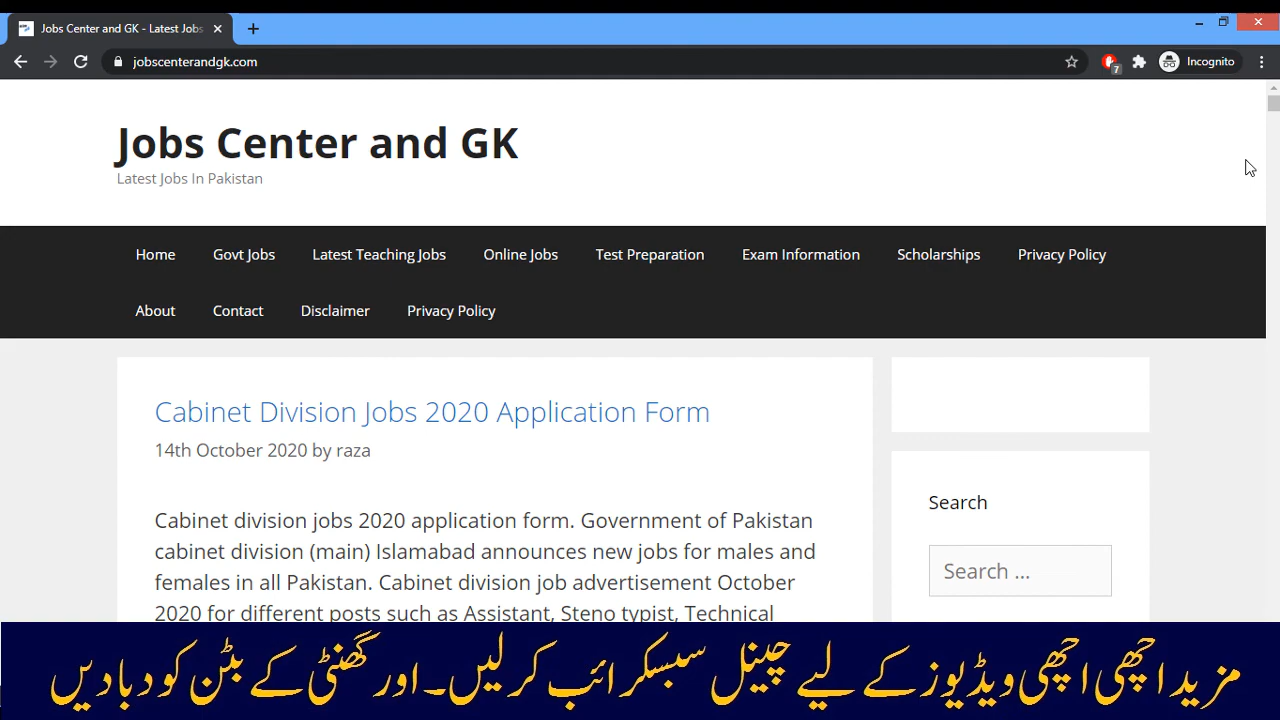 Jobs Center and GK - Latest Jobs
jobscenterandgk.com
7
Incognito
Jobs Center and GK
Latest Jobs In Pakistan
Home Govt Jobs Latest Teaching Jobs Online Jobs Test Preparation Exam Information Scholarships Privacy Policy
About Contact Disclaimer Privacy Policy
Cabinet Division Jobs 2020 Application Form
14th October 2020 by raza
Cabinet division jobs 2020 application form. Government of Pakistan
cabinet division (main) Islamabad announces new jobs for males and
females in all Pakistan. Cabinet division job advertisement October
2020 for different posts such as Assistant, Steno typist, Technical
Search
Search ...
مزید اچھی اچھی ویڈیوز کے لیے چینل سبسکرائب کرلیں۔ اور گھنٹی کے بٹن کو دبا دیں